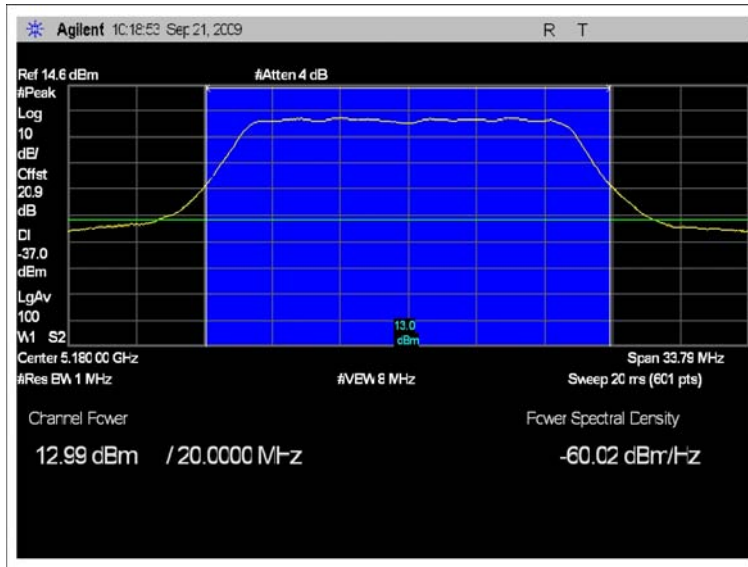 Agilent 10:18:53 Sep 21, 2009 R T
Ref 14.6 dBm #Atten 4 dB
#Peak
Log
10
dB/
Offst
20.9
dB
DI
-37.0
dBm
LgAv
100
W1 S2
13.0
dBm
Center 5.180 00 GHz Span 33.79 MHz
#Res BW 1 MHz #VBW 8 MHz Sweep 20 ms (601 pts)
Channel Power Power Spectral Density
12.99 dBm / 20.0000 MHz -60.02 dBm/Hz